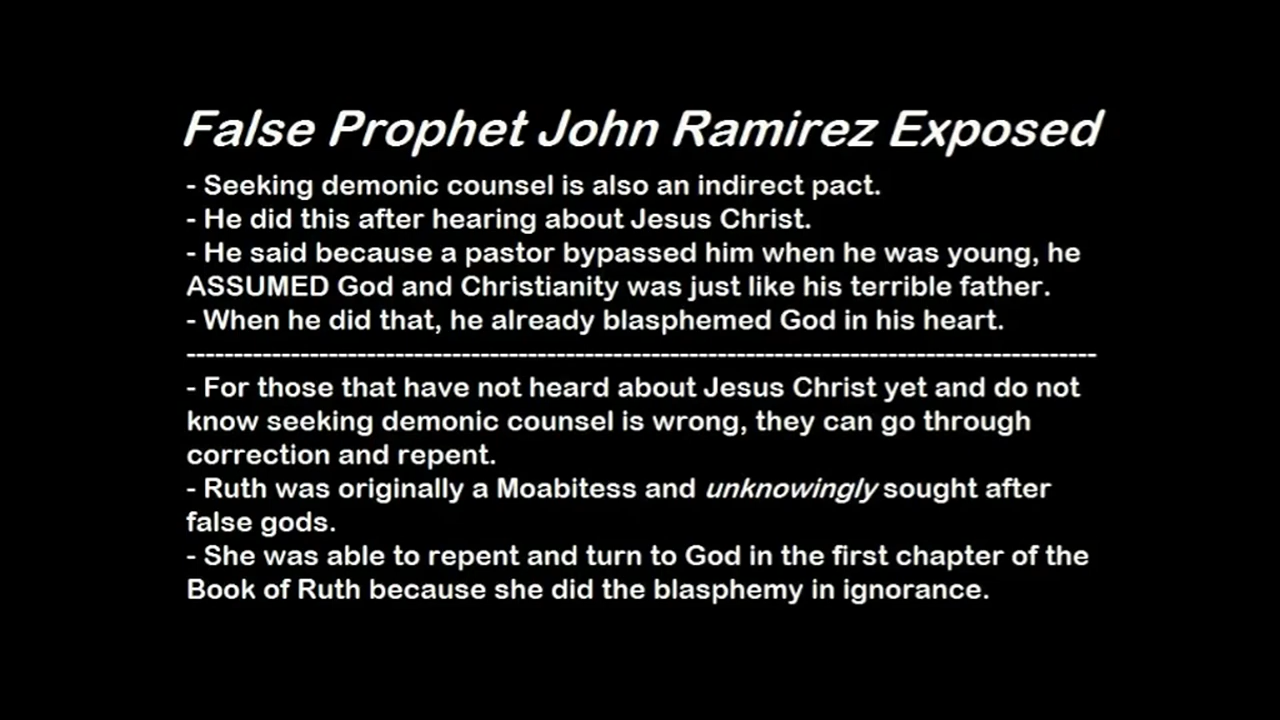 False Prophet John Ramirez Exposed
- Seeking demonic counsel is also an indirect pact.
- He did this after hearing about Jesus Christ.
- He said because a pastor bypassed him when he was young, he
ASSUMED God and Christianity was just like his terrible father.
- When he did that, he already blasphemed God in his heart.
--------------------------------------------------------------------------------------------
- For those that have not heard about Jesus Christ yet and do not
know seeking demonic counsel is wrong, they can go through
correction and repent.
- Ruth was originally a Moabitess and unknowingly sought after
false gods.
- She was able to repent and turn to God in the first chapter of the
Book of Ruth because she did the blasphemy in ignorance.